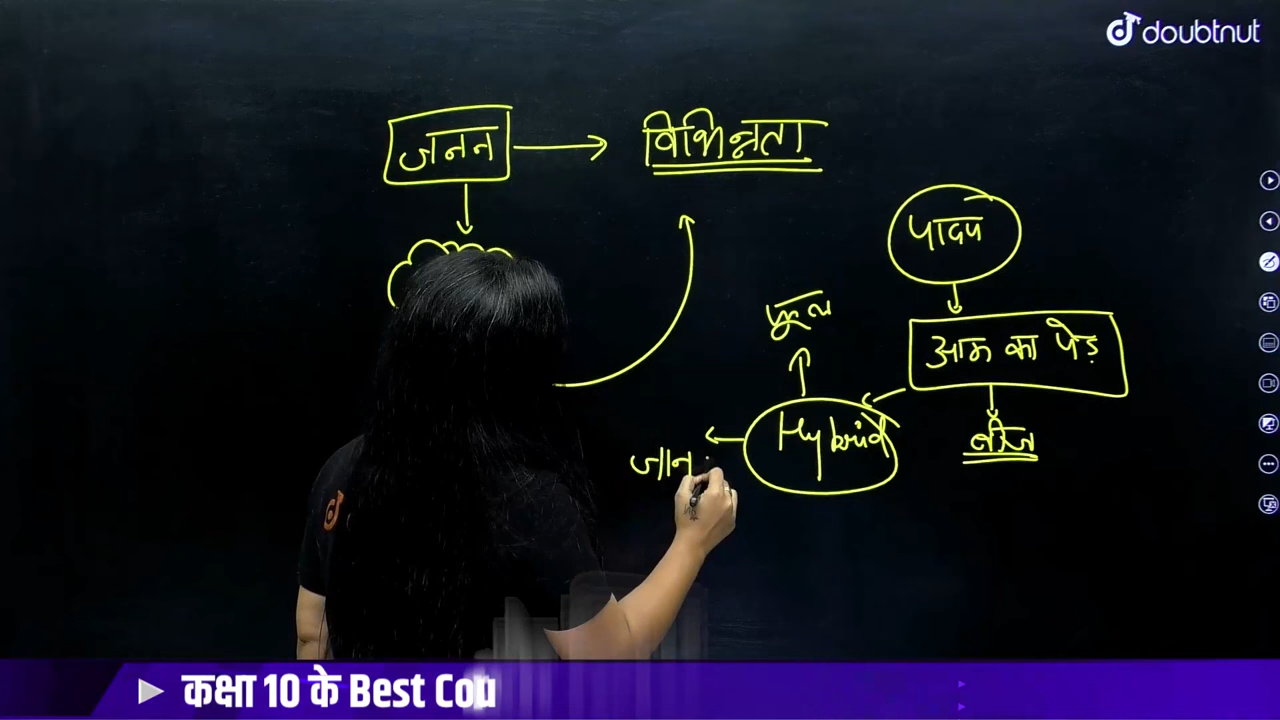 doubtnut
जनन
विभिन्नता
पादप
आम का पेड़
फूल
Hybrid
बीज
जान
कक्षा 10 के Best Cou